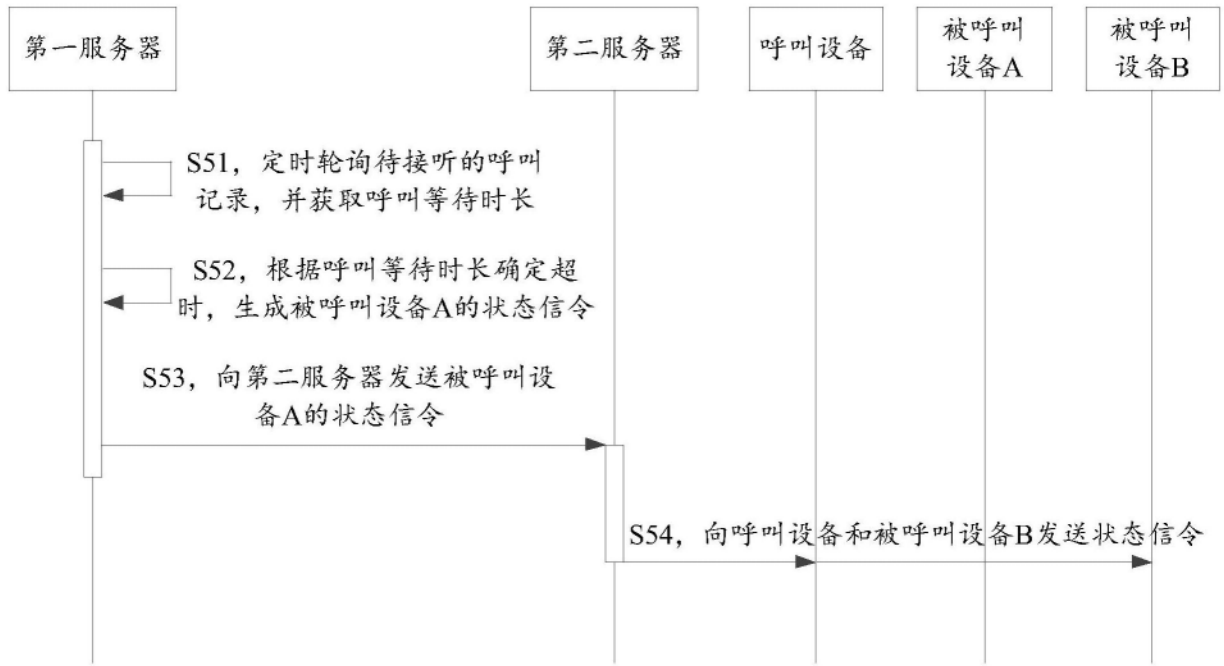 第一服务器
第二服务器
呼叫设备
被呼叫
设备A
被呼叫
设备B
S51，定时轮询待接听的呼叫
记录，并获取呼叫等待时长
S52，根据呼叫等待时长确定超
时，生成被呼叫设备A的状态信令
S53，向第二服务器发送被呼叫设
备A的状态信令
S54，向呼叫设备和被呼叫设备B发送状态信令